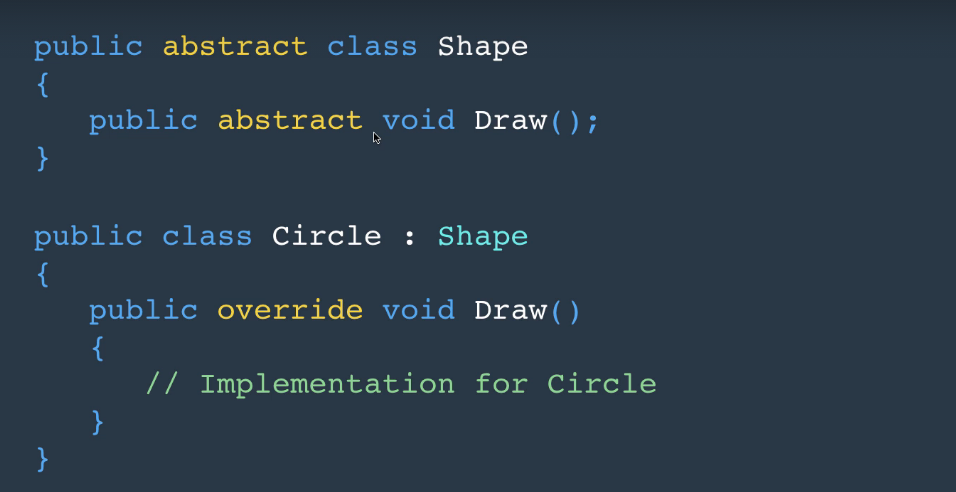 public abstract class Shape
{
   public abstract void Draw();
}

public class Circle : Shape
{
   public override void Draw()
   {
      // Implementation for Circle
   }
}